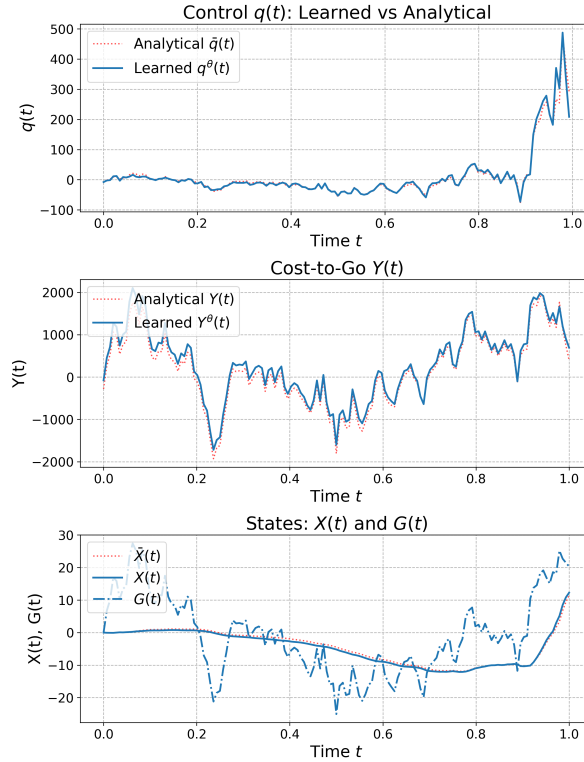 Control q(t): Learned vs Analytical
500
400
300
200
100
0
−100
q(t)
Analytical q̄(t)
Learned q^θ(t)
0.0 0.2 0.4 0.6 0.8 1.0
Time t
Cost-to-Go Y(t)
2000
1000
0
−1000
−2000
Y(t)
Analytical Y(t)
Learned Y^θ(t)
0.0 0.2 0.4 0.6 0.8 1.0
Time t
States: X(t) and G(t)
30
20
10
0
−10
−20
X(t), G(t)
X̄(t)
X(t)
G(t)
0.0 0.2 0.4 0.6 0.8 1.0
Time t